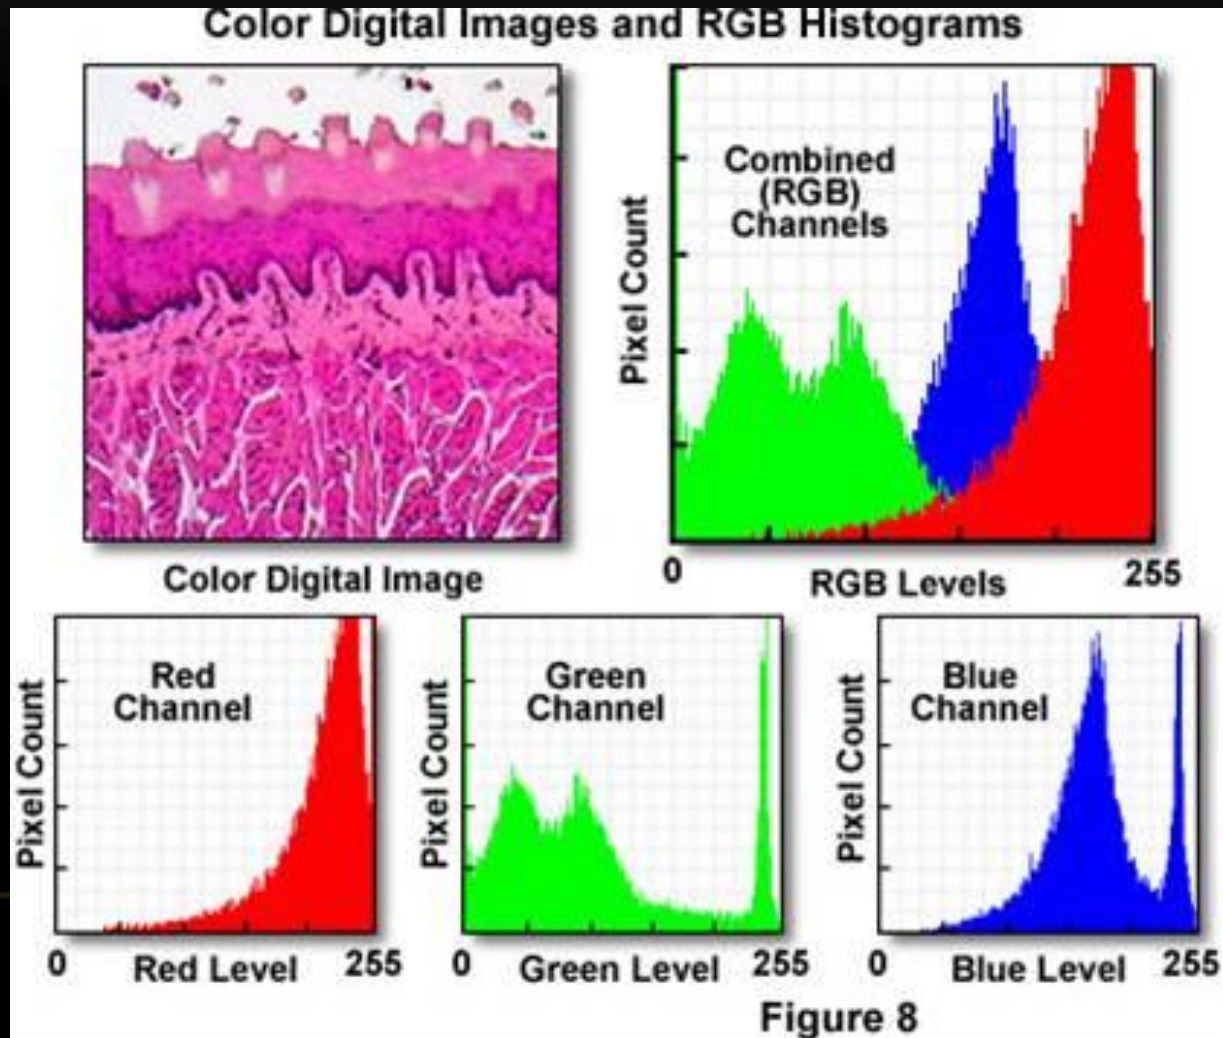 Color Digital Images and RGB Histograms
Combined
(RGB)
Channels
Pixel Count
0
RGB Levels
255
Color Digital Image
Red
Channel
Pixel Count
0
Red Level
255
Green
Channel
Pixel Count
0
Green Level
255
Blue
Channel
Pixel Count
0
Blue Level
255
Figure 8